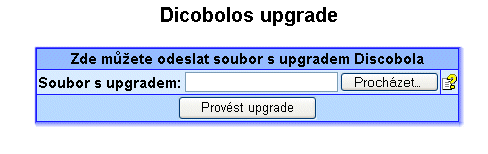 Dicobolos upgrade
Zde můžete odeslat soubor s upgradem Discobola
Soubor s upgradem: Procházet...
Provést upgrade